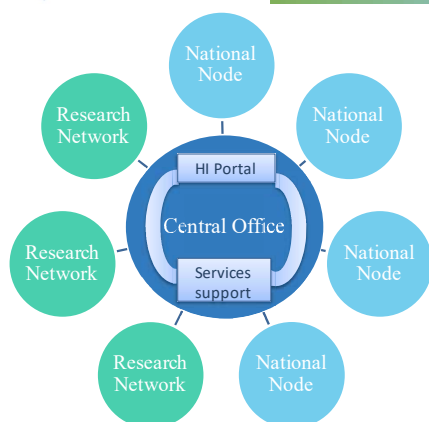 National
Node
Research
Network
National
Node
HI Portal
Central Office
Research
Network
National
Node
Services
support
Research
Network
National
Node